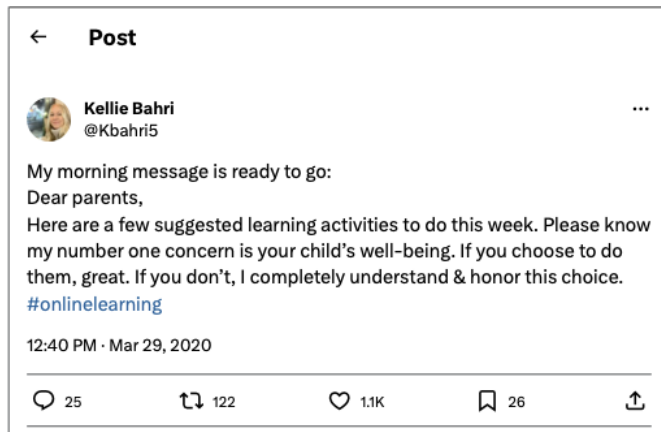 Post
Kellie Bahri
@Kbahri5
My morning message is ready to go:
Dear parents,
Here are a few suggested learning activities to do this week. Please know
my number one concern is your child’s well-being. If you choose to do
them, great. If you don’t, I completely understand & honor this choice.
#onlinelearning
12:40 PM · Mar 29, 2020
25 122 1.1K 26